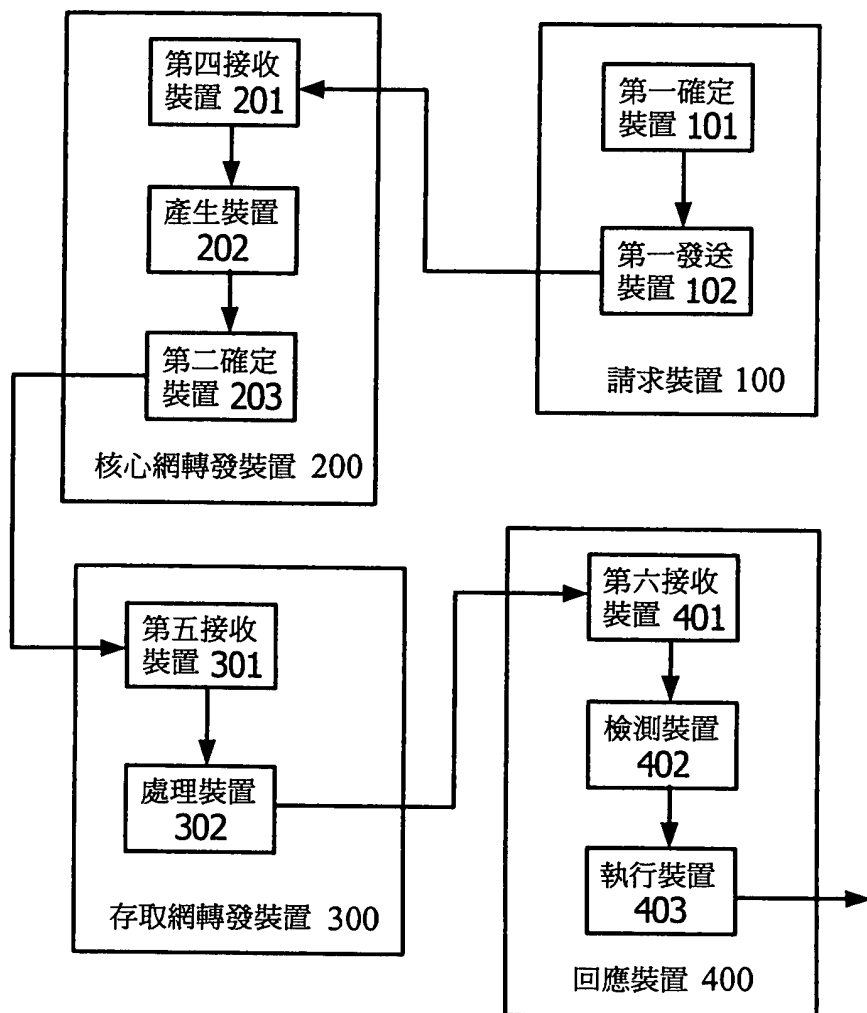 第四接收
裝置 201
產生裝置
202
第二確定
裝置 203
核心網轉發裝置 200
第一確定
裝置 101
第一發送
裝置 102
請求裝置 100
第五接收
裝置 301
處理裝置
302
存取網轉發裝置 300
第六接收
裝置 401
檢測裝置
402
執行裝置
403
回應裝置 400